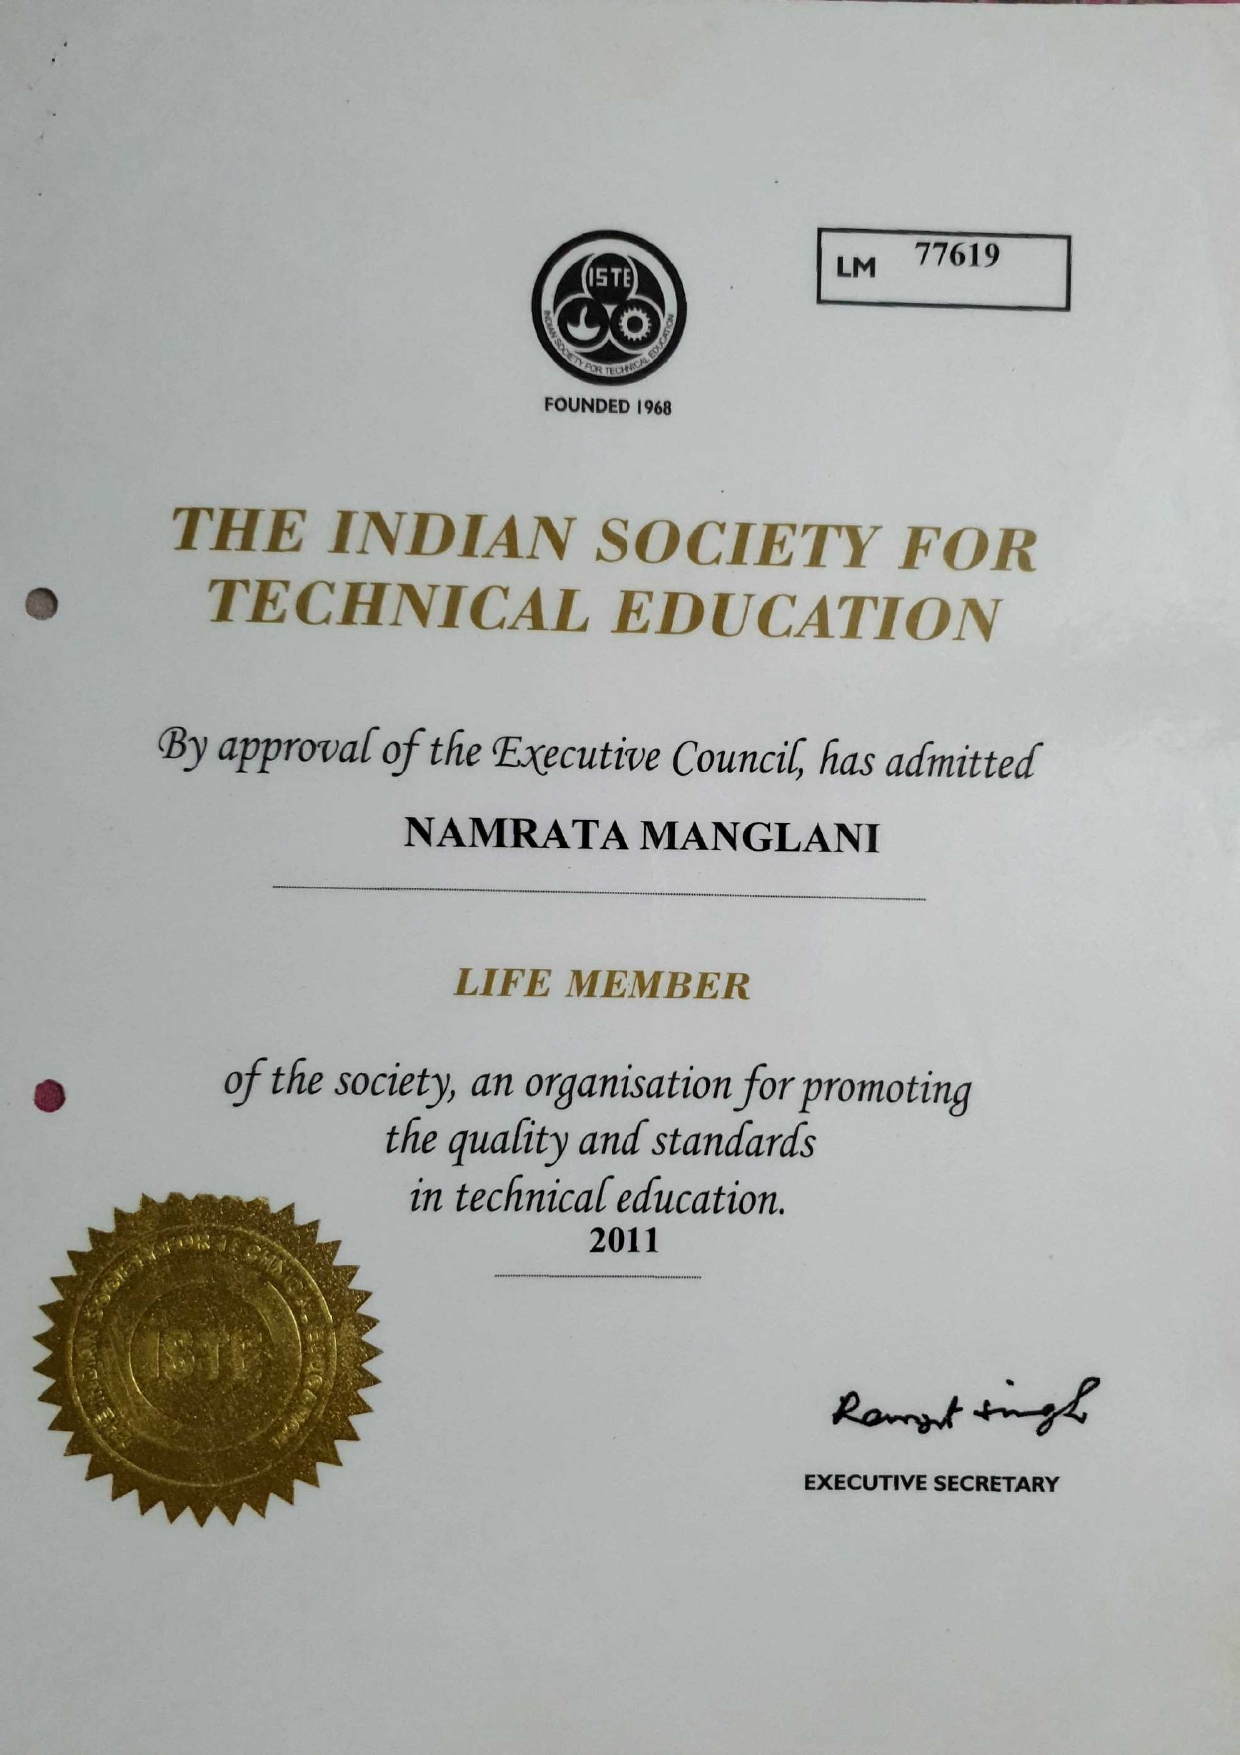 LM 77619
ISTE
INDIAN SOCIETY FOR TECHNICAL EDUCATION
FOUNDED 1968
THE INDIAN SOCIETY FOR
TECHNICAL EDUCATION
By approval of the Executive Council, has admitted
NAMRATA MANGLANI
LIFE MEMBER
of the society, an organisation for promoting
the quality and standards
in technical education.
2011
THE INDIAN SOCIETY FOR TECHNICAL EDUCATION
ISTE
Singh
EXECUTIVE SECRETARY